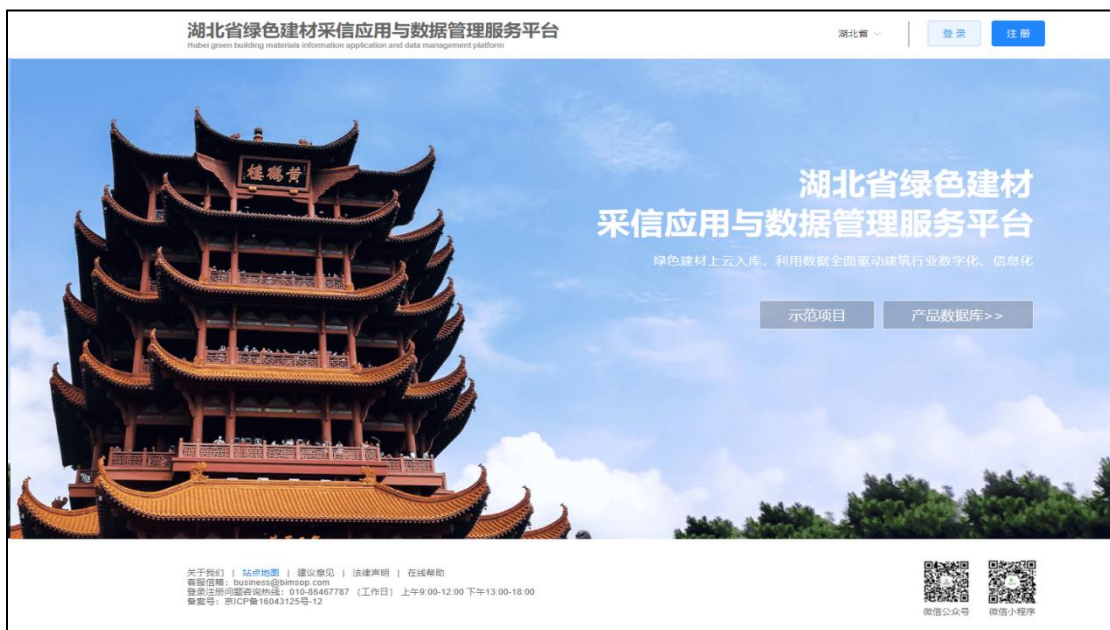 湖北省绿色建材采信应用与数据管理服务平台
Hubei green building materials information application and data management platform
湖北省
登 录
注 册
黄鹤楼
湖北省绿色建材
采信应用与数据管理服务平台
绿色建材上云入库、利用数据全面驱动建筑行业数字化、信息化
示范项目
产品数据库>>
关于我们 | 站点地图 | 建议意见 | 法律声明 | 在线帮助
客服信箱：business@bimsop.com
登录注册问题咨询热线：010-86467787 （工作日） 上午9:00-12:00 下午13:00-18:00
备案号：京ICP备16043125号-12
微信公众号
微信小程序